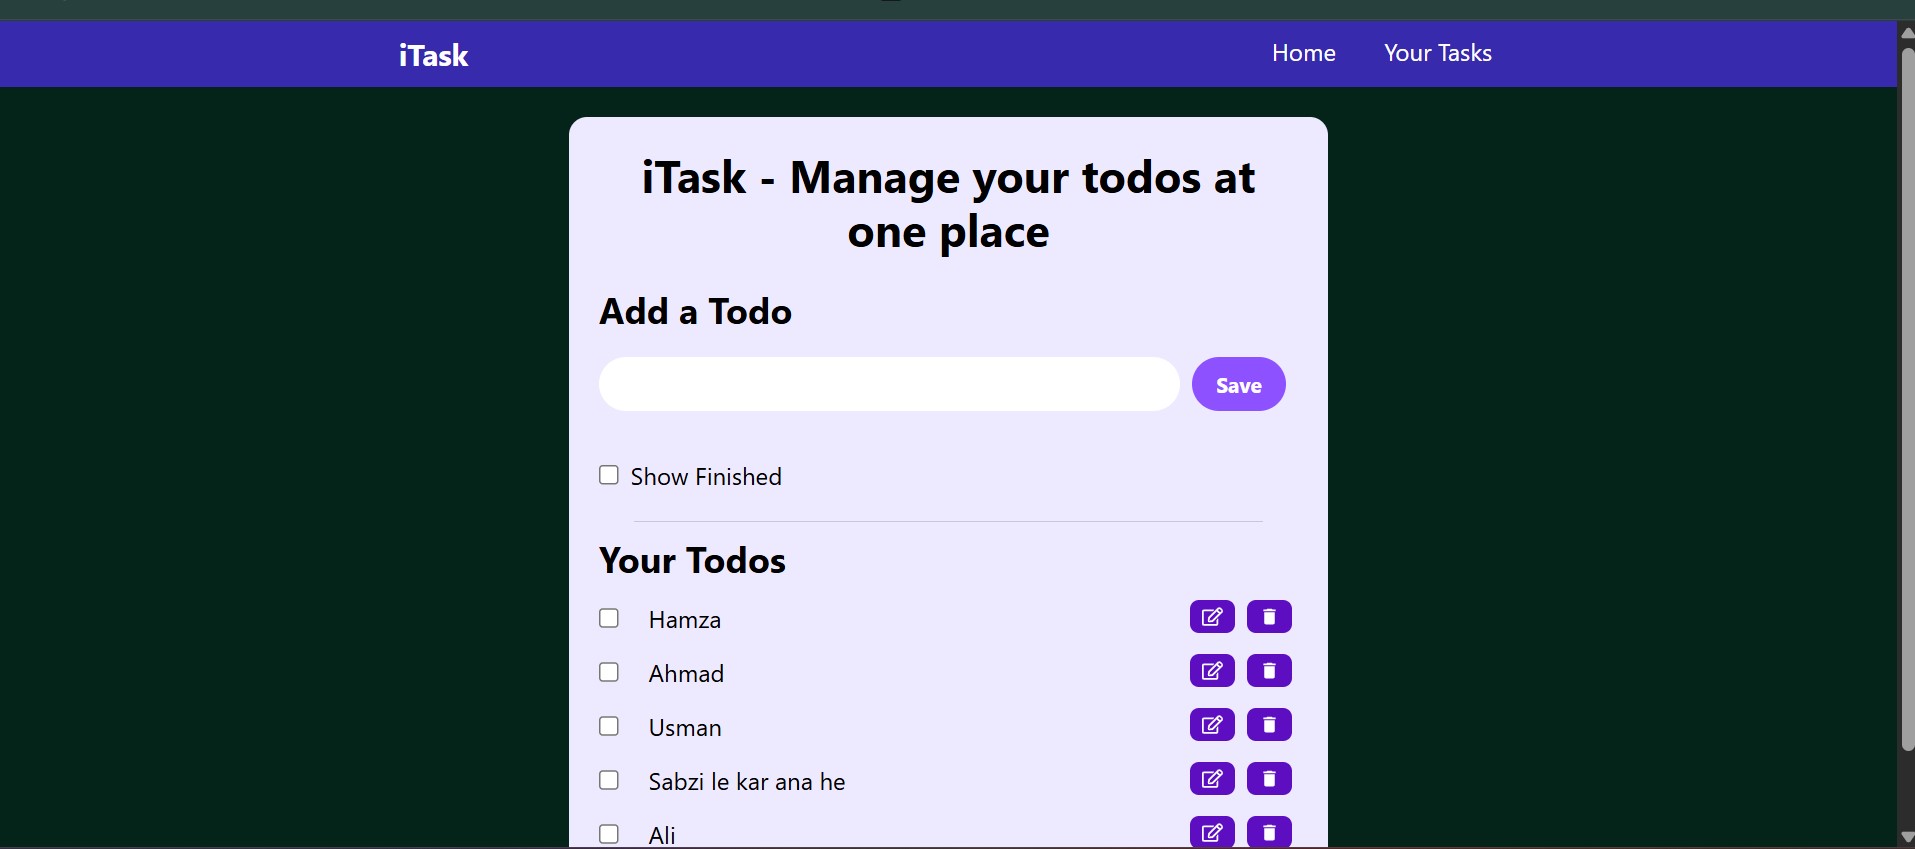 iTask
Home
Your Tasks
iTask - Manage your todos at
one place
Add a Todo
Save
Show Finished
Your Todos
Hamza
Ahmad
Usman
Sabzi le kar ana he
Ali